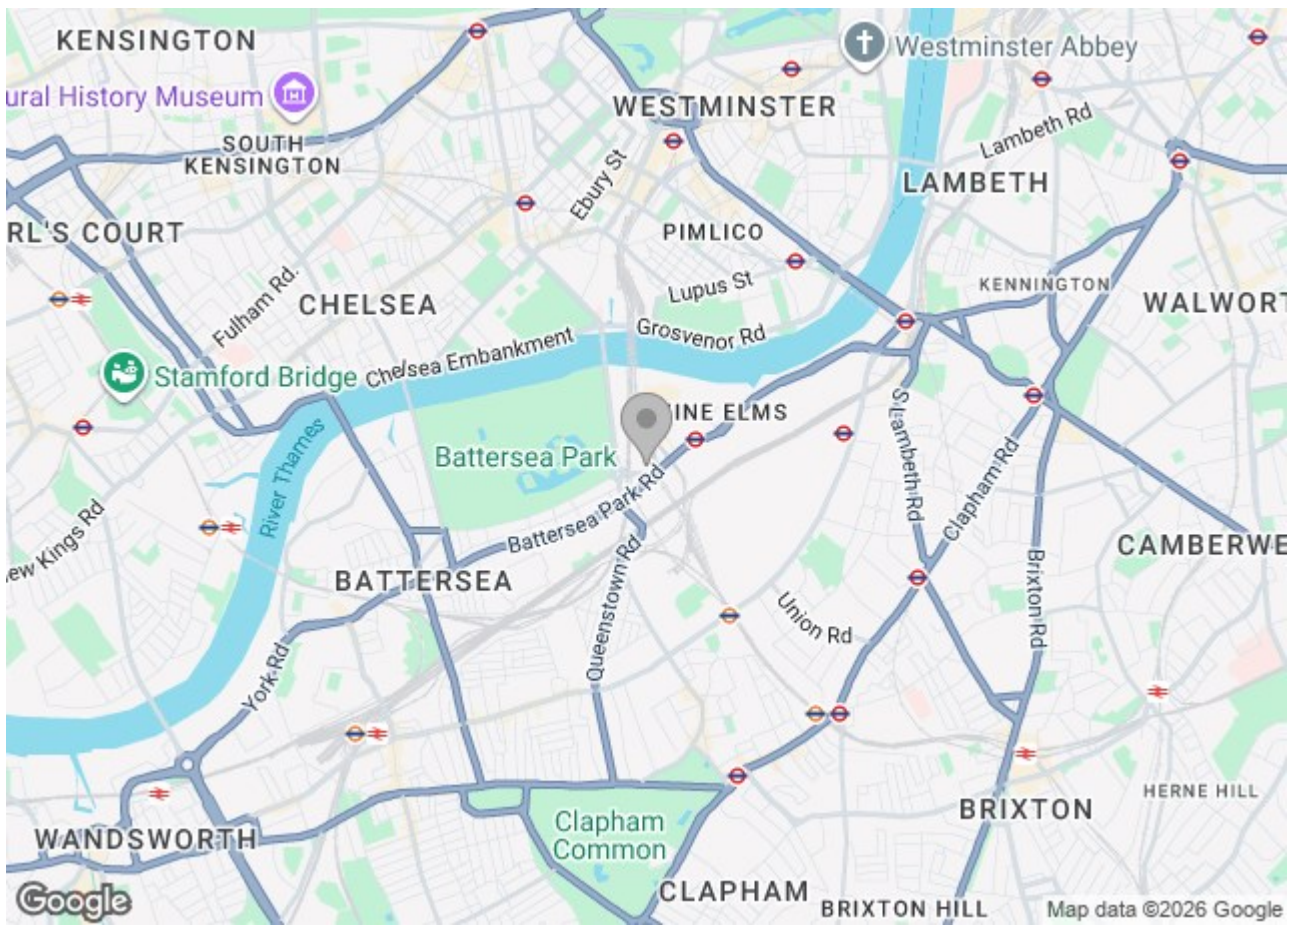 KENSINGTON
Westminster Abbey
ural History Museum
WESTMINSTER
Lambeth Rd
SOUTH
KENSINGTON
Ebury St
LAMBETH
RL'S COURT
PIMLICO
Lupus St
KENNINGTON
Fulham Rd.
CHELSEA
WALWORT
Grosvenor Rd
Chelsea Embankment
Stamford Bridge
INE ELMS
S Lambeth Rd
River Thames
Battersea Park
Clapham Rd
Battersea Park Rd
ew Kings Rd
CAMBERWE
BATTERSEA
Queenstown Rd
Union Rd
Brixton Rd
York Rd
HERNE HILL
BRIXTON
WANDSWORTH
Clapham
Common
CLAPHAM
BRIXTON HILL
Google
Map data ©2026 Google